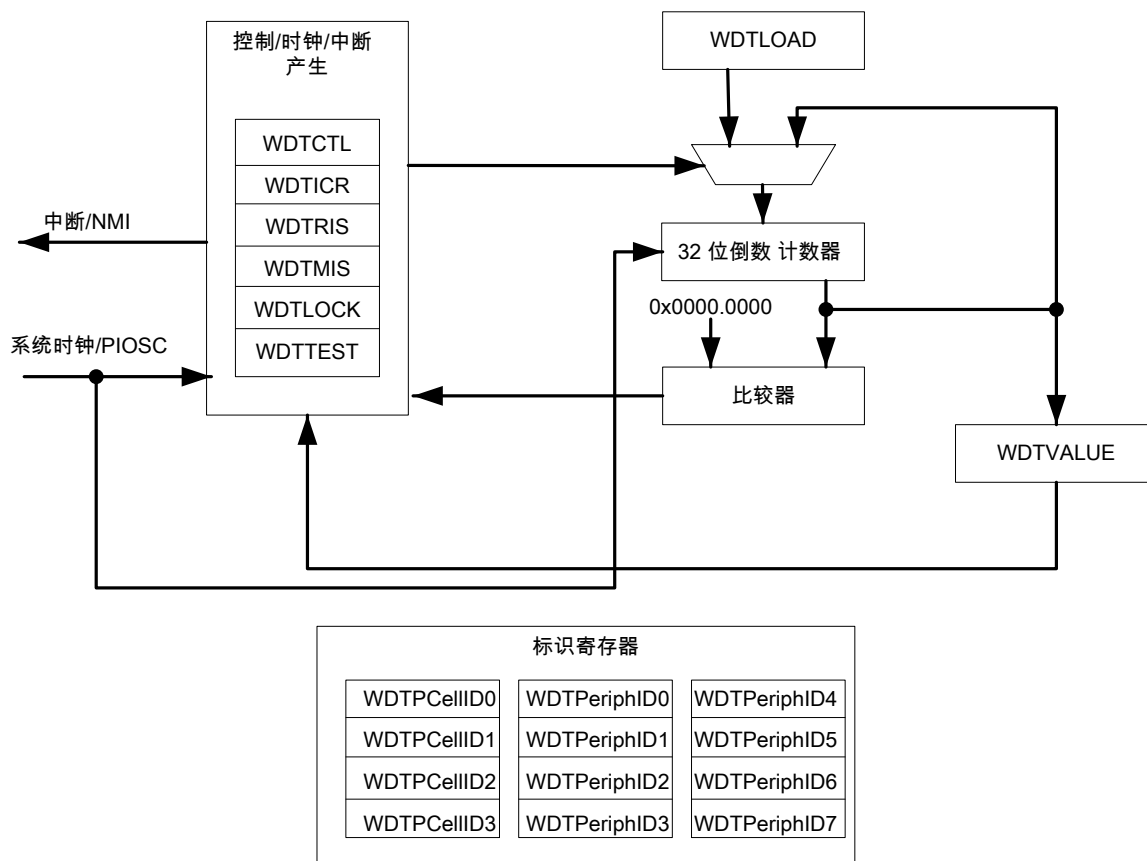 控制/时钟/中断
产生
WDTCTL
WDTICR
WDTRIS
WDTMIS
WDTLOCK
WDTTEST
中断/NMI
系统时钟/PIOSC
WDTLOAD
32 位倒数 计数器
0x0000.0000
比较器
WDTVALUE
标识寄存器
WDTPCellID0 WDTPeriphID0 WDTPeriphID4
WDTPCellID1 WDTPeriphID1 WDTPeriphID5
WDTPCellID2 WDTPeriphID2 WDTPeriphID6
WDTPCellID3 WDTPeriphID3 WDTPeriphID7